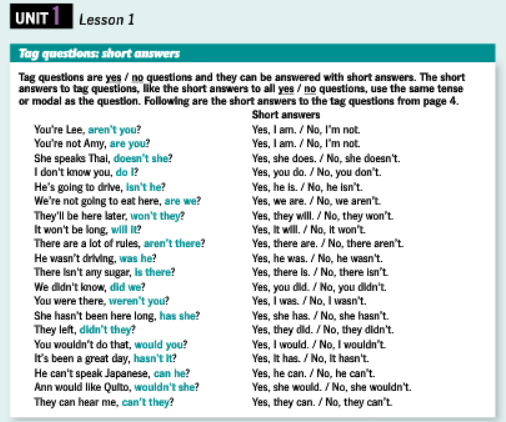 UNIT 1 Lesson 1
Tag questions: short answers
Tag questions are yes / no questions and they can be answered with short answers. The short
answers to tag questions, like the short answers to all yes / no questions, use the same tense
or modal as the question. Following are the short answers to the tag questions from page 4.
Short answers
You're Lee, aren't you? Yes, I am. / No, I'm not.
You're not Amy, are you? Yes, I am. / No, I'm not.
She speaks Thai, doesn't she? Yes, she does. / No, she doesn't.
I don't know you, do I? Yes, you do. / No, you don't.
He's going to drive, isn't he? Yes, he is. / No, he isn't.
We're not going to eat here, are we? Yes, we are. / No, we aren't.
They'll be here later, won't they? Yes, they will. / No, they won't.
It won't be long, will it? Yes, it will. / No, it won't.
There are a lot of rules, aren't there? Yes, there are. / No, there aren't.
He wasn't driving, was he? Yes, he was. / No, he wasn't.
There isn't any sugar, is there? Yes, there is. / No, there isn't.
We didn't know, did we? Yes, you did. / No, you didn't.
You were there, weren't you? Yes, I was. / No, I wasn't.
She hasn't been here long, has she? Yes, she has. / No, she hasn't.
They left, didn't they? Yes, they did. / No, they didn't.
You wouldn't do that, would you? Yes, I would. / No, I wouldn't.
It's been a great day, hasn't it? Yes, it has. / No, it hasn't.
He can't speak Japanese, can he? Yes, he can. / No, he can't.
Ann would like Quito, wouldn't she? Yes, she would. / No, she wouldn't.
They can hear me, can't they? Yes, they can. / No, they can't.